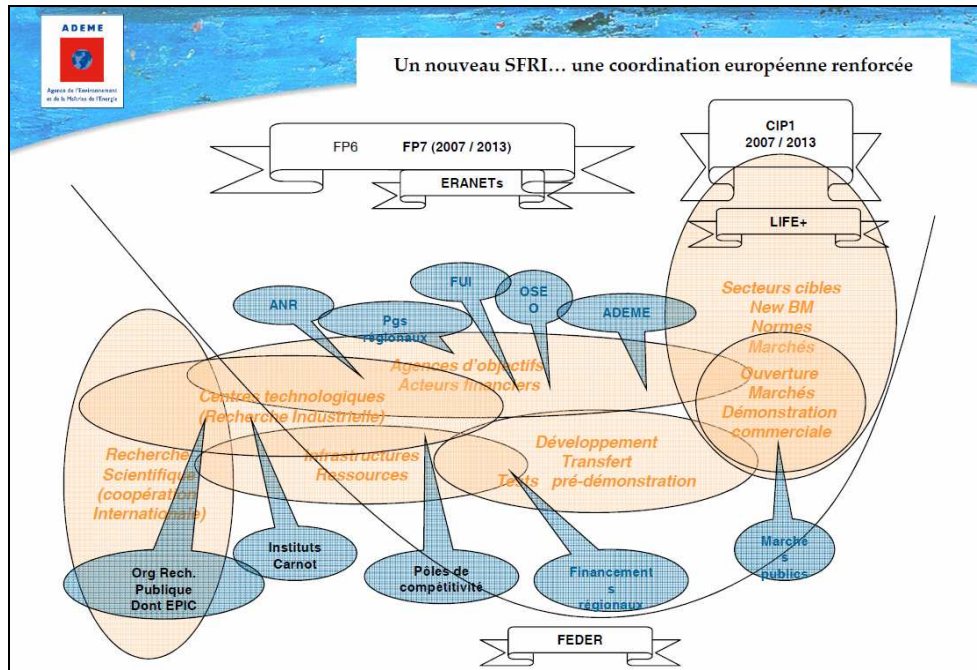 ADEME
Agence de l'Environnement
et de la Maîtrise de l'Energie
Un nouveau SFRI… une coordination européenne renforcée
FP6 FP7 (2007 / 2013)
ERANETs
CIP1
2007 / 2013
LIFE+
ANR
Pgs
régionaux
FUI
OSE
O
ADEME
Secteurs cibles
New BM
Normes
Marchés
Ouverture
Marchés
Démonstration
commerciale
Agences d'objectifs
Acteurs financiers
Centres technologiques
(Recherche Industrielle)
Recherche
Scientifique
(coopération
Internationale)
Infrastructures
Ressources
Développement
Transfert
Tests pré-démonstration
Org Rech.
Publique
Dont EPIC
Instituts
Carnot
Pôles de
compétitivité
Financement
s
régionaux
Marché
s
publics
FEDER